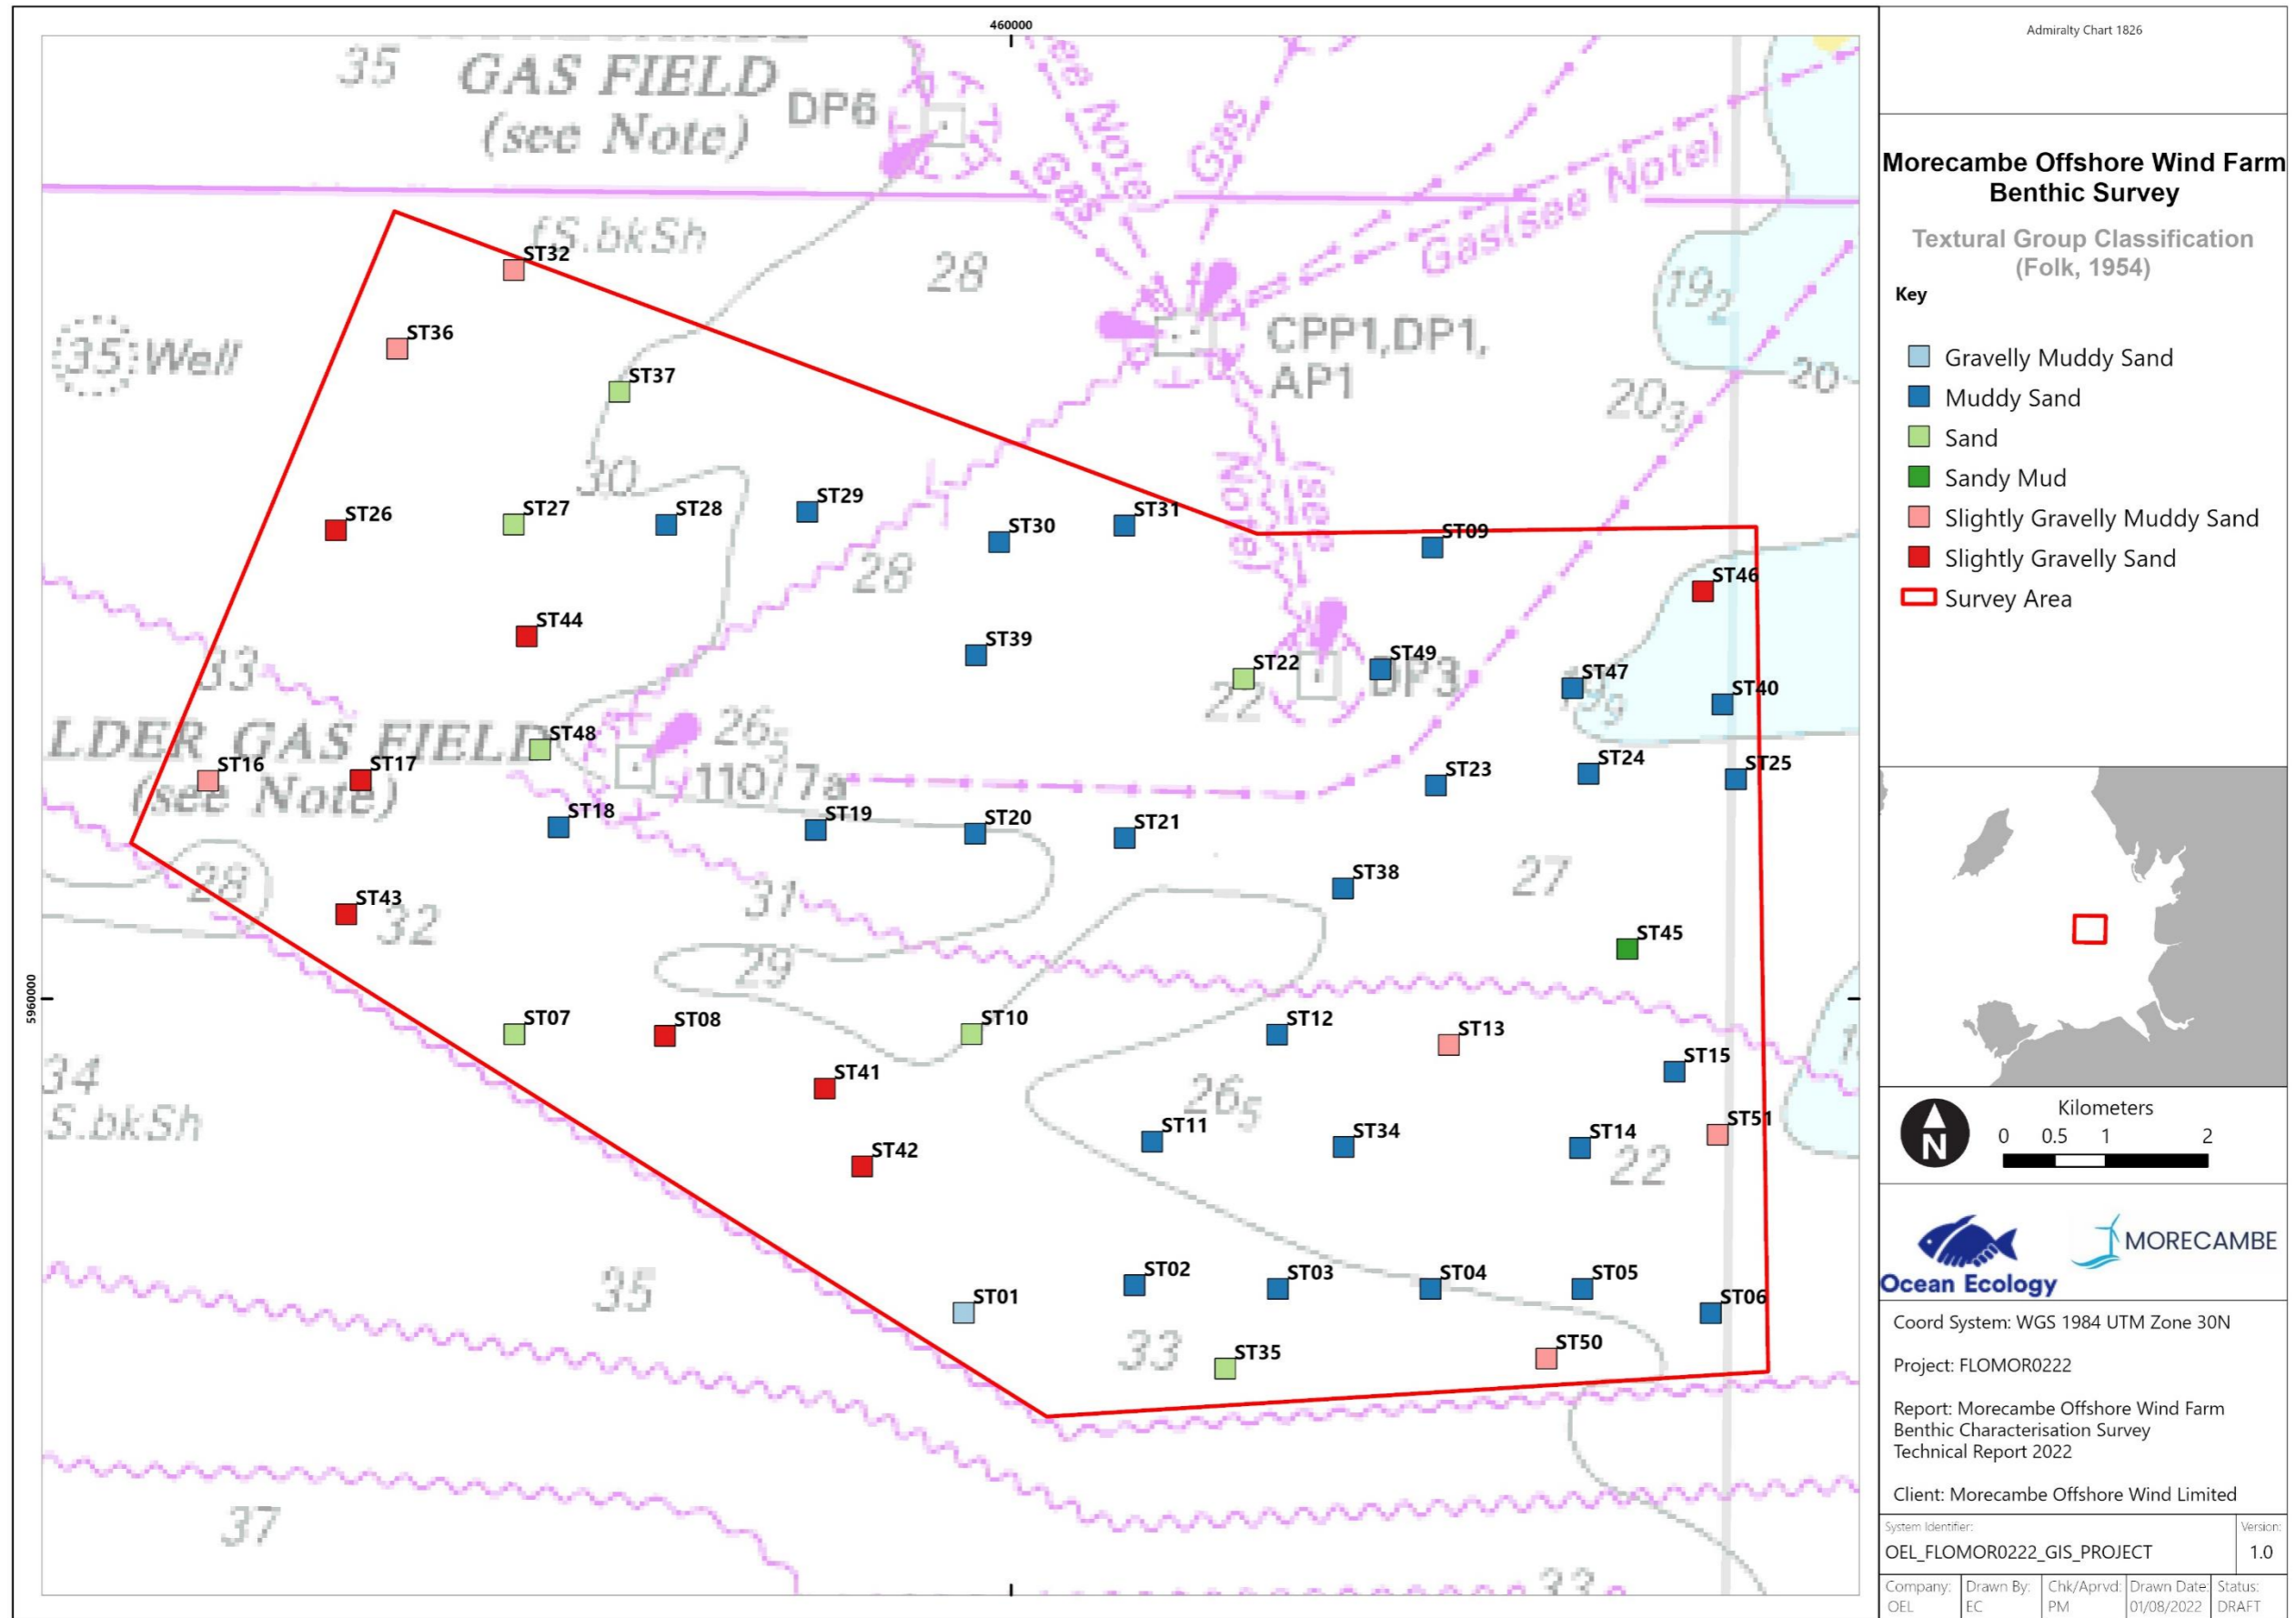 460000
5960000
35 GAS FIELD
(see Note)
DP6
Gas
see Note)
Gas
Gas(see Note)
fS.bkSh
ST32
28
19₂
ST36
35 Well
CPP1,DP1,
AP1
ST37
20₃
20
30
ST26
ST27
ST28
ST29
ST30
ST31
(see
Note)
ST09
28
ST46
ST44
ST39
33
ST22
ST49
22
DP3
ST47
ST40
LDER GAS FIELD
(see Note)
ST48
26₅
110/7a
ST16
ST17
ST23
ST24
ST25
ST18
ST19
ST20
ST21
28
ST43
32
31
ST38
27
ST45
29
ST07
ST08
ST10
ST12
ST13
34
S.bkSh
ST41
26₅
ST15
ST11
ST34
ST14
ST51
22
ST42
35
ST01
ST02
ST03
ST04
ST05
ST06
33
ST35
ST50
37
33
Admiralty Chart 1826
Morecambe Offshore Wind Farm
Benthic Survey
Textural Group Classification
(Folk, 1954)
Key
Gravelly Muddy Sand
Muddy Sand
Sand
Sandy Mud
Slightly Gravelly Muddy Sand
Slightly Gravelly Sand
Survey Area
N
Kilometers
0 0.5 1 2
Ocean Ecology
MORECAMBE
Coord System: WGS 1984 UTM Zone 30N
Project: FLOMOR0222
Report: Morecambe Offshore Wind Farm
Benthic Characterisation Survey
Technical Report 2022
Client: Morecambe Offshore Wind Limited
System Identifier:
OEL_FLOMOR0222_GIS_PROJECT
Version:
1.0
Company:
OEL
Drawn By:
EC
Chk/Aprvd:
PM
Drawn Date:
01/08/2022
Status:
DRAFT